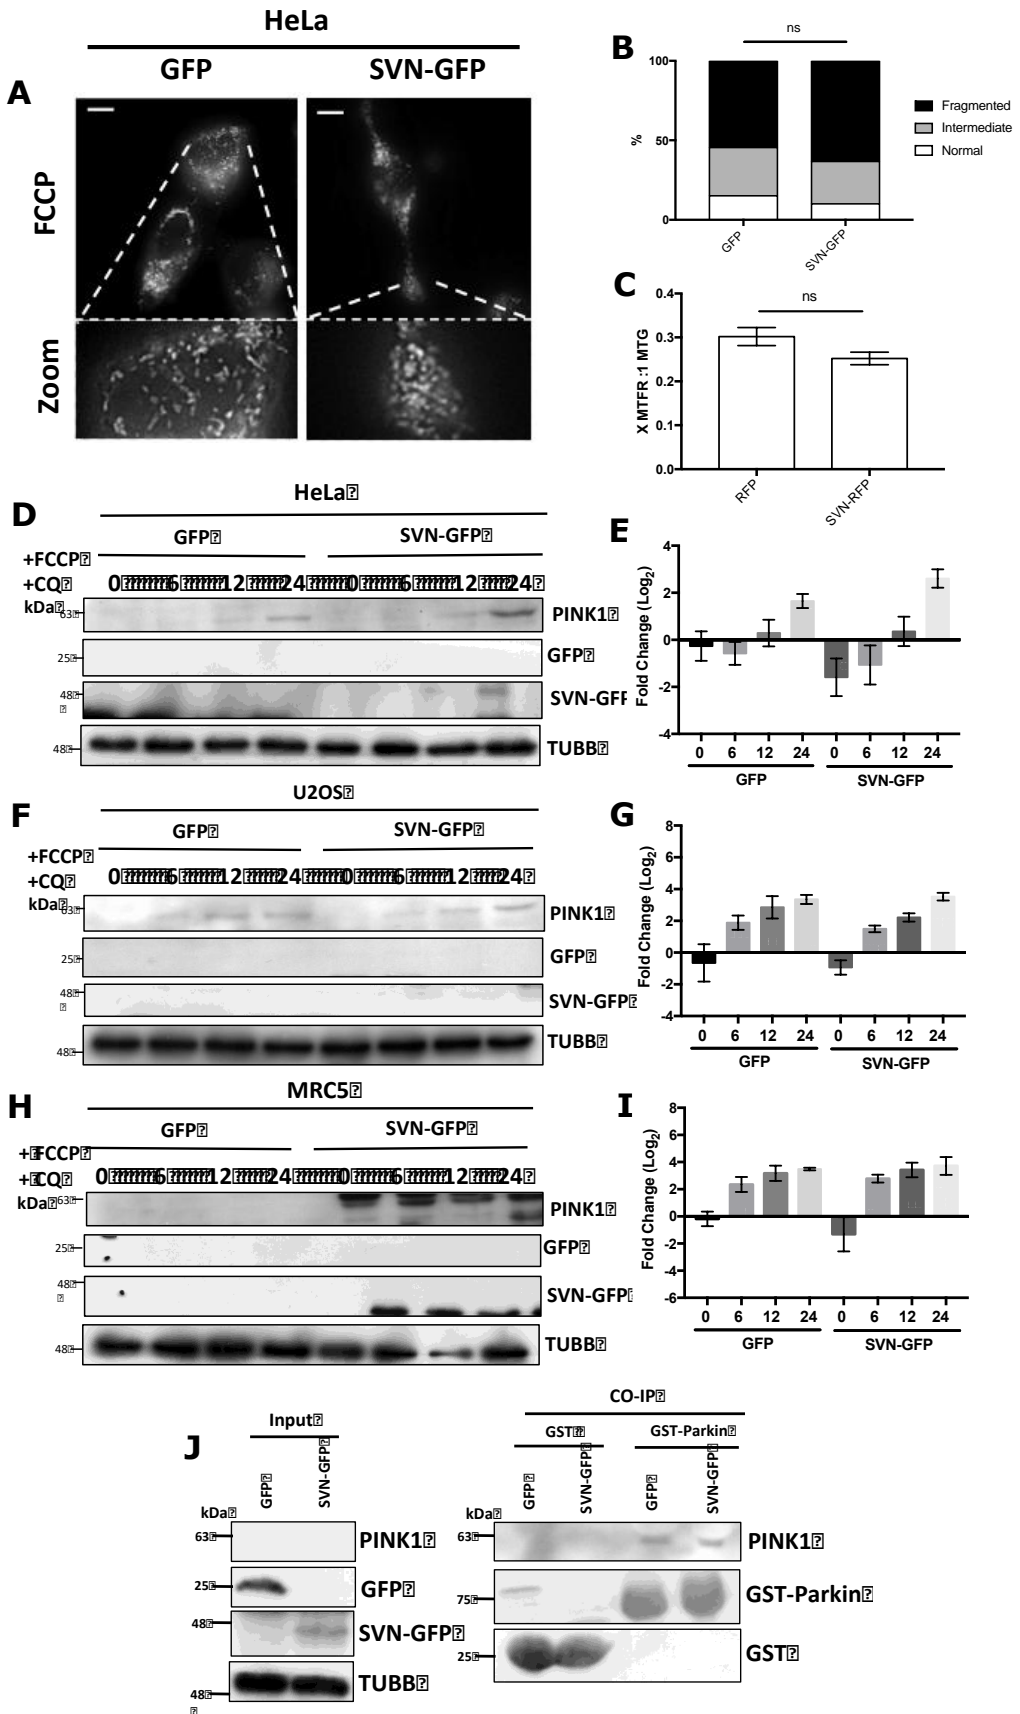 HeLa
GFP SVN-GFP
A
FCCP
Zoom
B
ns
100
50
0
%
Fragmented
Intermediate
Normal
GFP
SVN-GFP
C
ns
0.4
0.3
0.2
0.1
0.0
X MTFR :1 MTG
RFP
SVN-RFP
D
HeLa
GFP SVN-GFP
+FCCP
+CQ 0 6 12 24 0 6 12 24
kDa
63 PINK1
25 GFP
48 SVN-GFP
48 TUBB
E
Fold Change (Log2)
4
2
0
-2
-4
0 6 12 24 0 6 12 24
GFP SVN-GFP
F
U2OS
GFP SVN-GFP
+FCCP
+CQ 0 6 12 24 0 6 12 24
kDa
63 PINK1
25 GFP
48 SVN-GFP
48 TUBB
G
Fold Change (Log2)
8
6
4
2
0
-2
-4
0 6 12 24 0 6 12 24
GFP SVN-GFP
H
MRC5
GFP SVN-GFP
+ FCCP
+ CQ 0 6 12 24 0 6 12 24
kDa 63 PINK1
25 GFP
48 SVN-GFP
48 TUBB
I
Fold Change (Log2)
8
6
4
2
0
-2
-4
-6
0 6 12 24 0 6 12 24
GFP SVN-GFP
J
Input
GFP
SVN-GFP
kDa
63 PINK1
25 GFP
48 SVN-GFP
48 TUBB
CO-IP
GST GST-Parkin
GFP
SVN-GFP
GFP
SVN-GFP
kDa
63 PINK1
75 GST-Parkin
25 GST